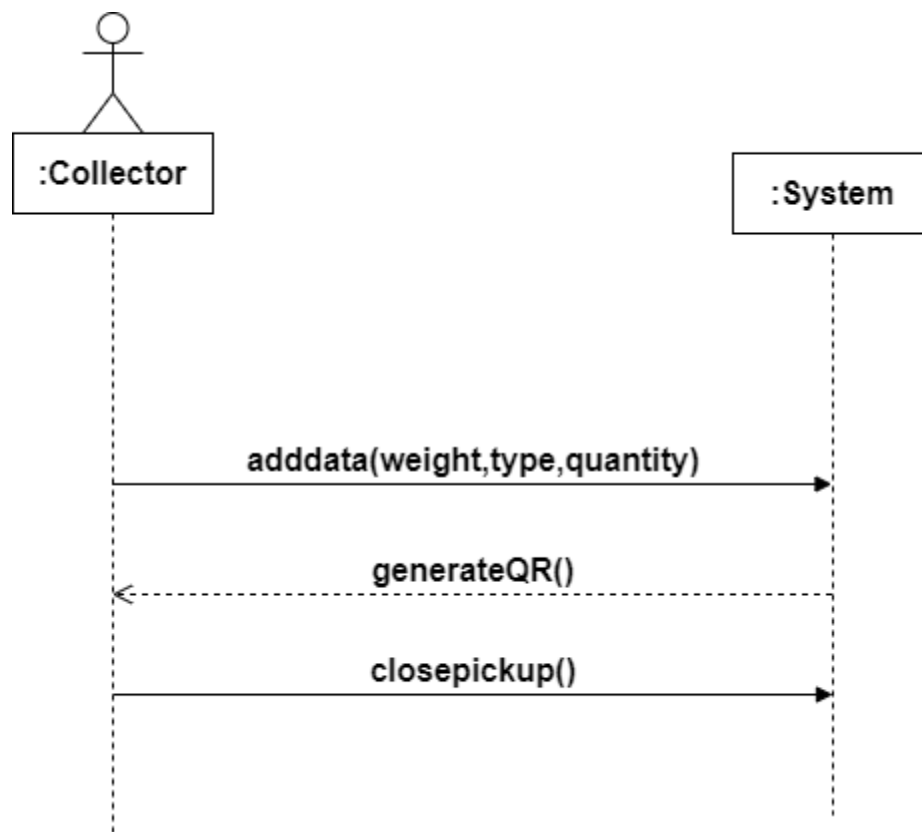 :Collector
:System
adddata(weight,type,quantity)
generateQR()
closepickup()